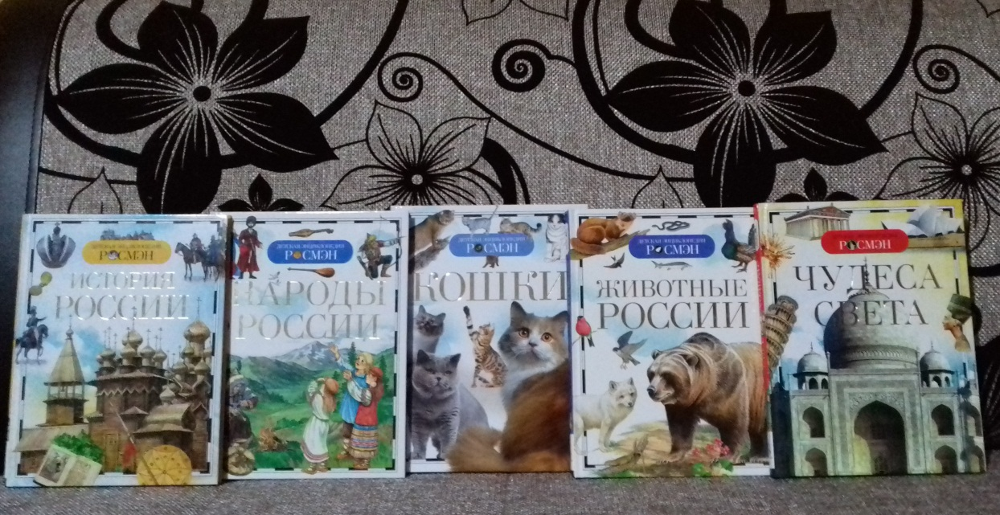 ДЕТСКАЯ ЭНЦИКЛОПЕДИЯ
РОСМЭН
ИСТОРИЯ
РОССИИ
ДЕТСКАЯ ЭНЦИКЛОПЕДИЯ
РОСМЭН
НАРОДЫ
РОССИИ
ДЕТСКАЯ ЭНЦИКЛОПЕДИЯ
РОСМЭН
КОШКИ
ДЕТСКАЯ ЭНЦИКЛОПЕДИЯ
РОСМЭН
ЖИВОТНЫЕ
РОССИИ
РОСМЭН
ЧУДЕСА
СВЕТА